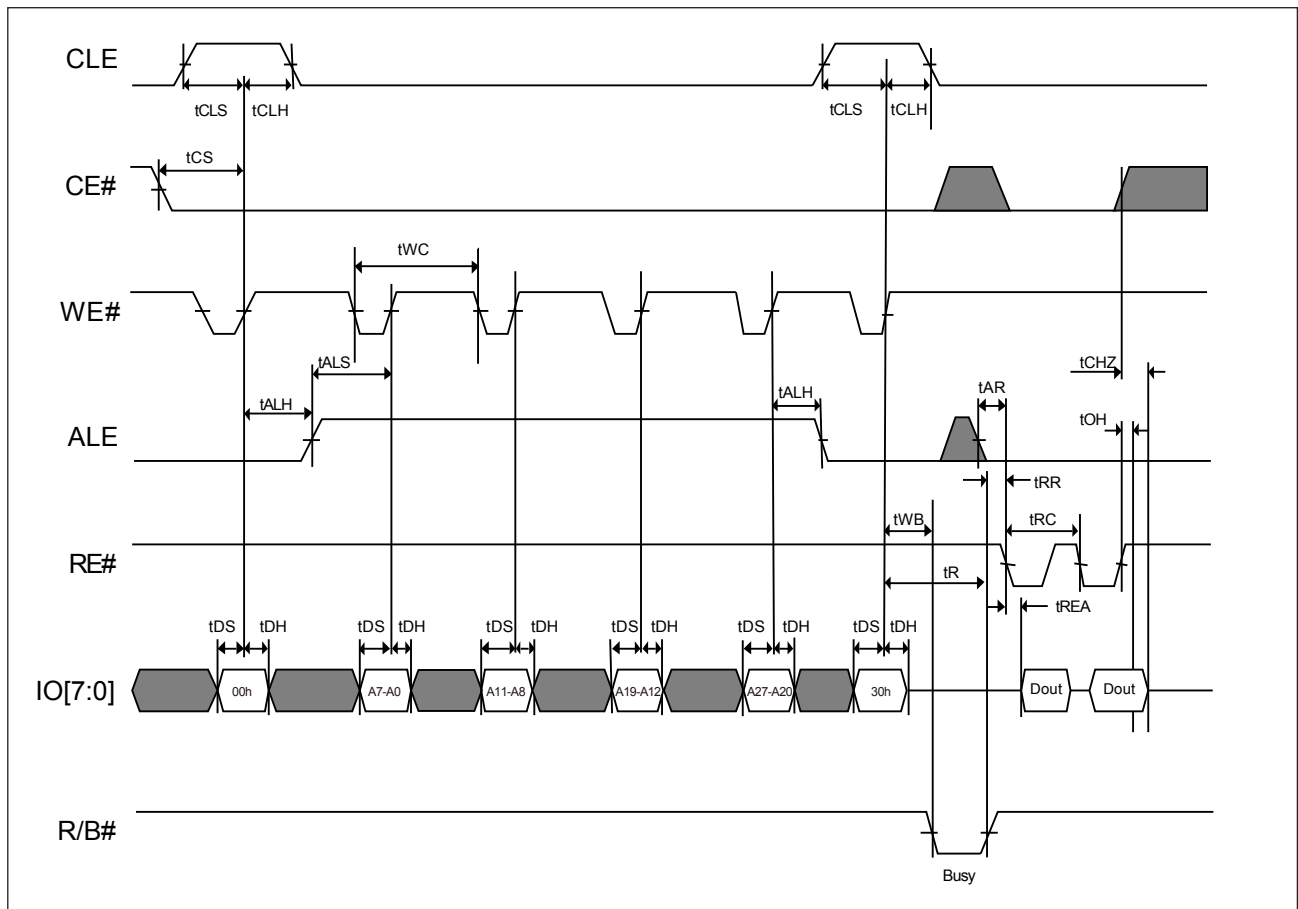 CLE
tCLS tCLH tCLS tCLH
tCS
CE#
tWC
WE#
tCHZ
tALS
tAR
tALH tALH
tOH
ALE
tRR
tWB tRC
RE#
tR
tREA
tDS tDH tDS tDH tDS tDH tDS tDH tDS tDH tDS tDH
IO[7:0] 00h A7-A0 A11-A8 A19-A12 A27-A20 30h Dout Dout
R/B#
Busy